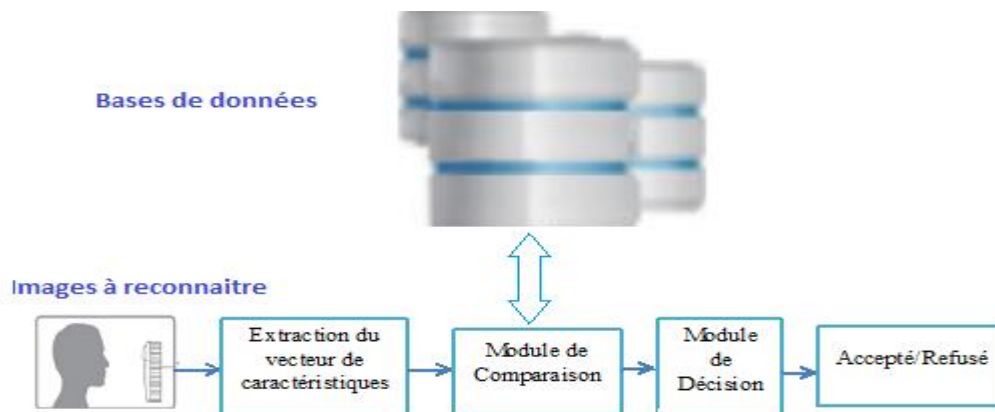 Bases de données
Images à reconnaitre
Extraction du
vecteur de
caractéristiques
Module de
Comparaison
Module
de
Décision
Accepté/Refusé